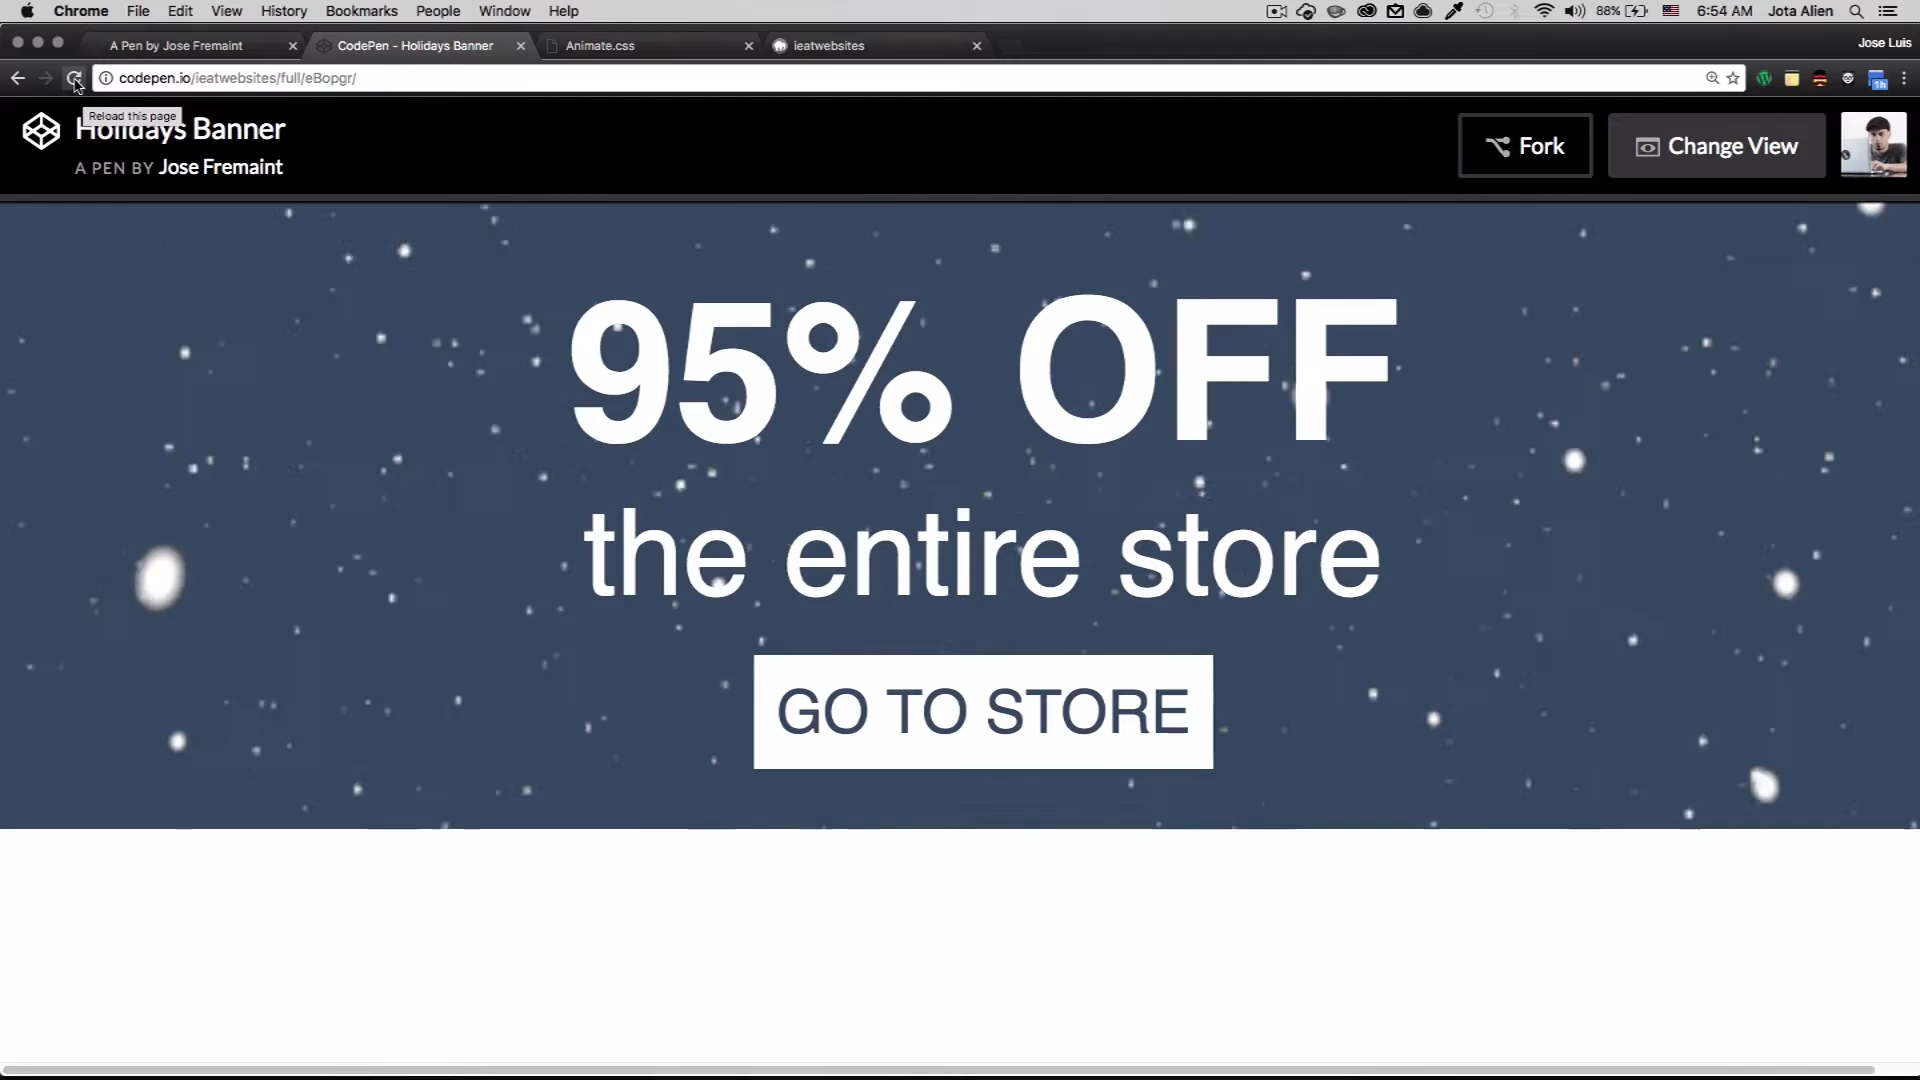 Chrome File Edit View History Bookmarks People Window Help 88% 6:54 AM Jota Alien
A Pen by Jose Fremaint CodePen - Holidays Banner Animate.css ieatwebsites Jose Luis
codepen.io/ieatwebsites/full/eBopgr/ 1h
Reload this page
Holidays Banner
A PEN BY Jose Fremaint
Fork Change View
95% OFF
the entire store
GO TO STORE